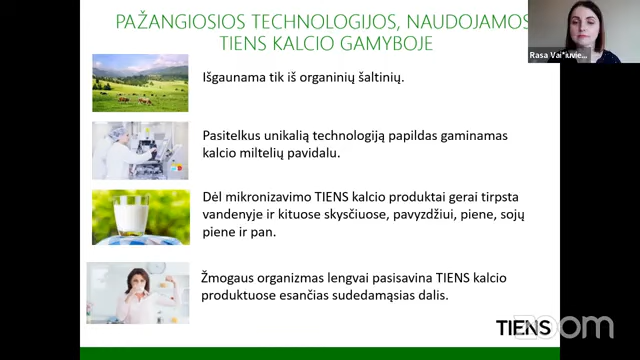 PAŽANGIOSIOS TECHNOLOGIJOS, NAUDOJAMOS
TIENS KALCIO GAMYBOJE
Rasa Vai*iuvie...
Išgaunama tik iš organinių šaltinių.
Pasitelkus unikalią technologiją papildas gaminamas
kalcio miltelių pavidalu.
Dėl mikronizavimo TIENS kalcio produktai gerai tirpsta
vandenyje ir kituose skysčiuose, pavyzdžiui, piene, sojų
piene ir pan.
Žmogaus organizmas lengvai pasisavina TIENS kalcio
produktuose esančias sudedamąsias dalis.
TIENS
zoom